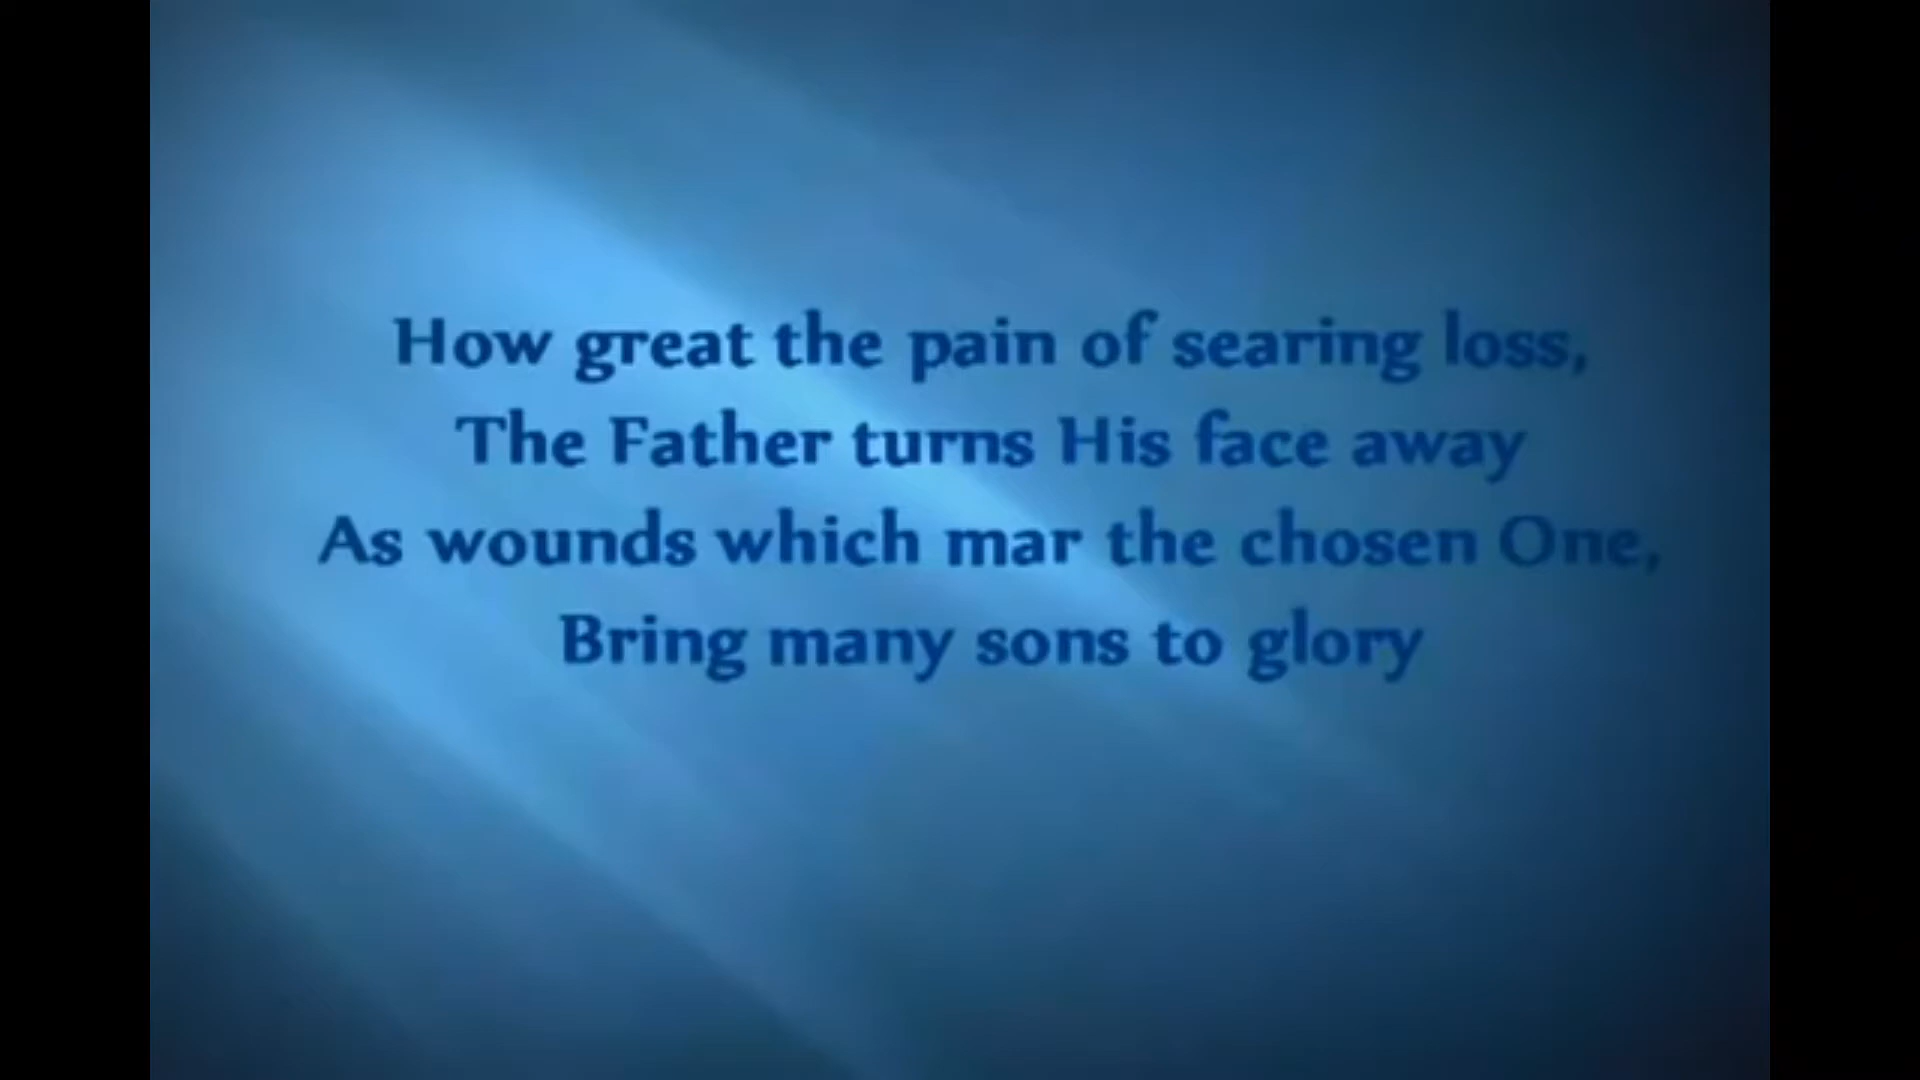 How great the pain of searing loss,
The Father turns His face away
As wounds which mar the chosen One,
Bring many sons to glory